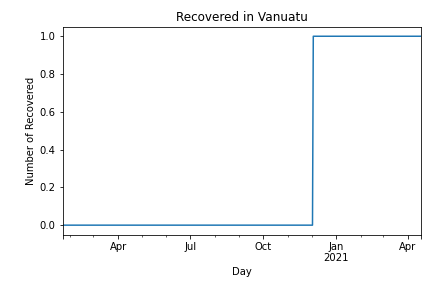 Recovered in Vanuatu
1.0
0.8
0.6
0.4
0.2
0.0
Number of Recovered
Apr
Jul
Oct
Jan
2021
Apr
Day